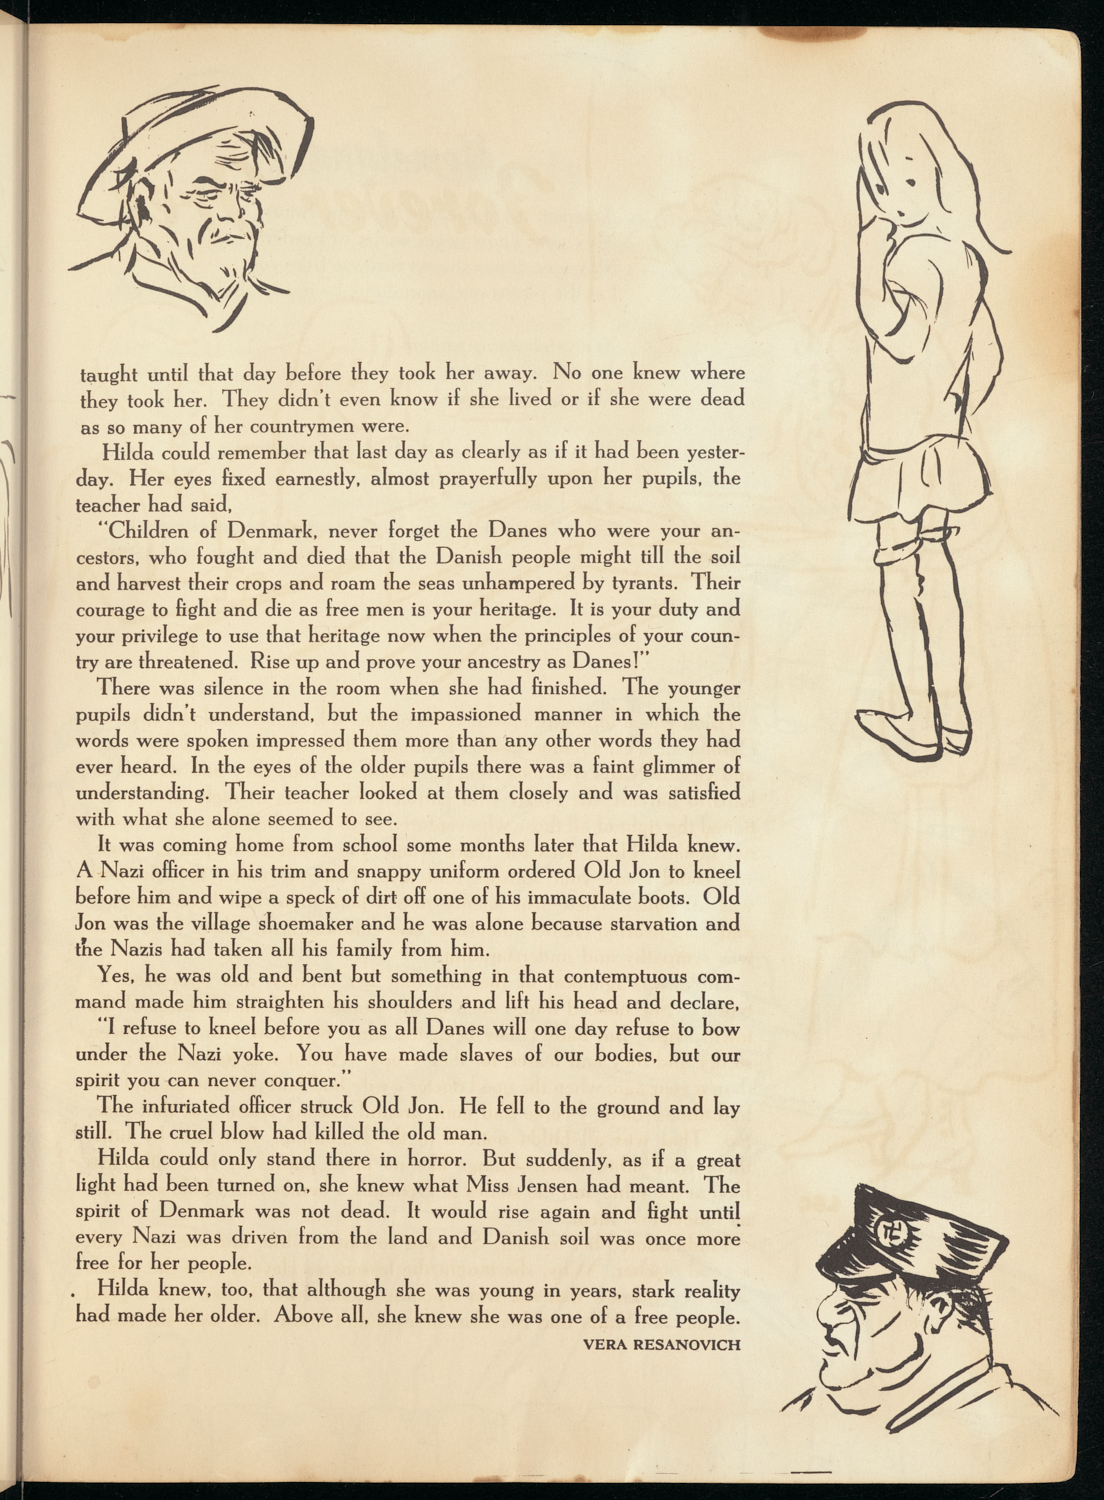 taught until that day before they took her away. No one knew where
they took her. They didn't even know if she lived or if she were dead
as so many of her countrymen were.
Hilda could remember that last day as clearly as if it had been yester-
day. Her eyes fixed earnestly, almost prayerfully upon her pupils, the
teacher had said,
"Children of Denmark, never forget the Danes who were your an-
cestors, who fought and died that the Danish people might till the soil
and harvest their crops and roam the seas unhampered by tyrants. Their
courage to fight and die as free men is your heritage. It is your duty and
your privilege to use that heritage now when the principles of your coun-
try are threatened. Rise up and prove your ancestry as Danes!"
There was silence in the room when she had finished. The younger
pupils didn't understand, but the impassioned manner in which the
words were spoken impressed them more than any other words they had
ever heard. In the eyes of the older pupils there was a faint glimmer of
understanding. Their teacher looked at them closely and was satisfied
with what she alone seemed to see.
It was coming home from school some months later that Hilda knew.
A Nazi officer in his trim and snappy uniform ordered Old Jon to kneel
before him and wipe a speck of dirt off one of his immaculate boots. Old
Jon was the village shoemaker and he was alone because starvation and
the Nazis had taken all his family from him.
Yes, he was old and bent but something in that contemptuous com-
mand made him straighten his shoulders and lift his head and declare,
"I refuse to kneel before you as all Danes will one day refuse to bow
under the Nazi yoke. You have made slaves of our bodies, but our
spirit you can never conquer."
The infuriated officer struck Old Jon. He fell to the ground and lay
still. The cruel blow had killed the old man.
Hilda could only stand there in horror. But suddenly, as if a great
light had been turned on, she knew what Miss Jensen had meant. The
spirit of Denmark was not dead. It would rise again and fight until
every Nazi was driven from the land and Danish soil was once more
free for her people.
Hilda knew, too, that although she was young in years, stark reality
had made her older. Above all, she knew she was one of a free people.
VERA RESANOVICH